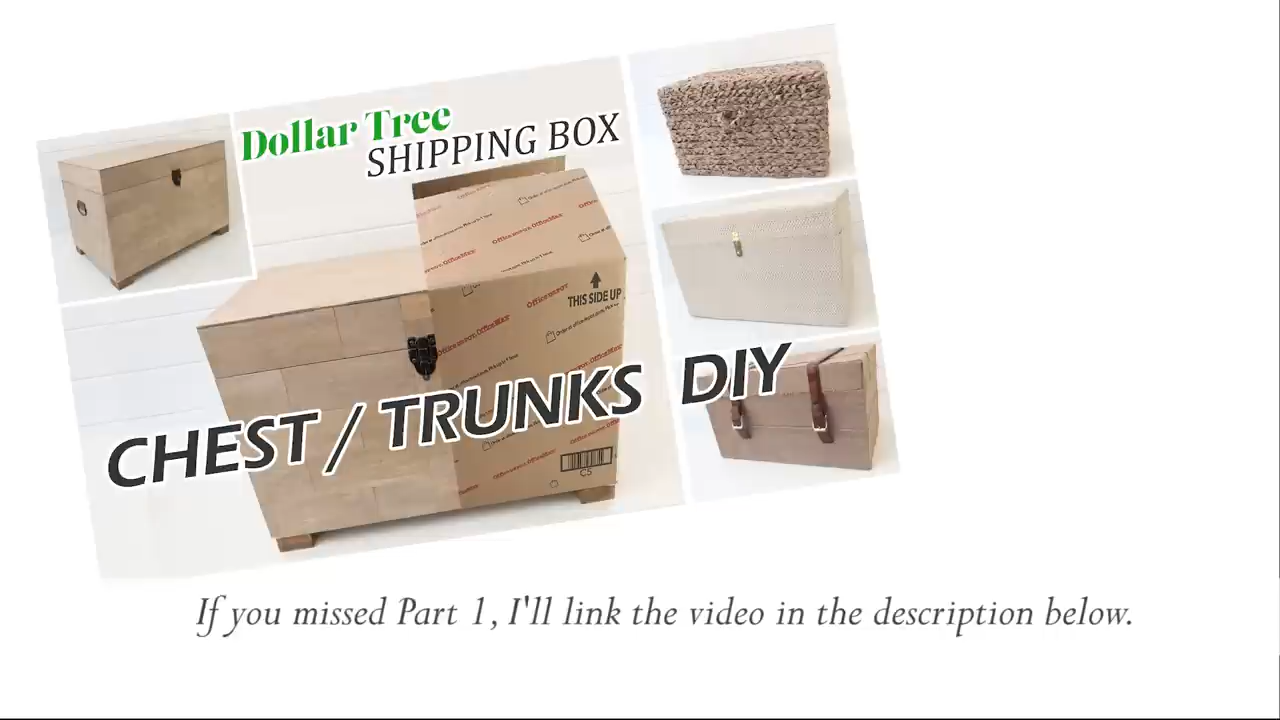 Dollar Tree
SHIPPING BOX
THIS SIDE UP
CHEST / TRUNKS DIY
C5
If you missed Part 1, I'll link the video in the description below.